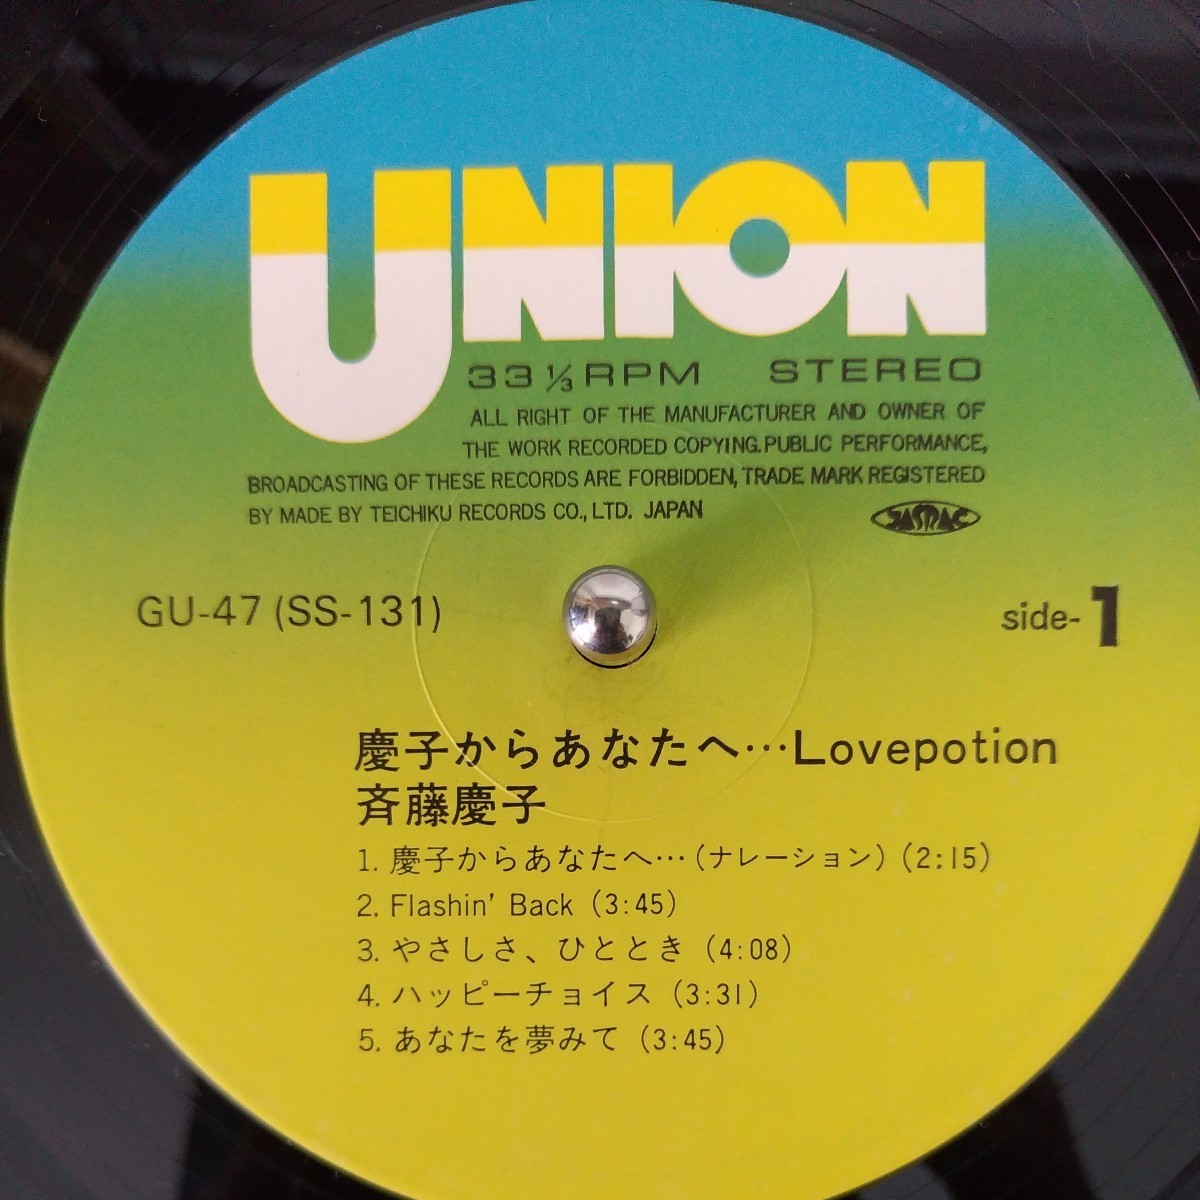 UNION
33 1/3 RPM STEREO
ALL RIGHT OF THE MANUFACTURER AND OWNER OF
THE WORK RECORDED COPYING. PUBLIC PERFORMANCE,
BROADCASTING OF THESE RECORDS ARE FORBIDDEN, TRADE MARK REGISTERED
BY MADE BY TEICHIKU RECORDS CO., LTD. JAPAN
JASRAC
GU-47 (SS-131)
side-1
慶子からあなたへ…Lovepotion
斉藤慶子
1. 慶子からあなたへ…(ナレーション) (2:15)
2. Flashin' Back (3:45)
3. やさしさ、ひととき (4:08)
4. ハッピーチョイス (3:31)
5. あなたを夢みて (3:45)